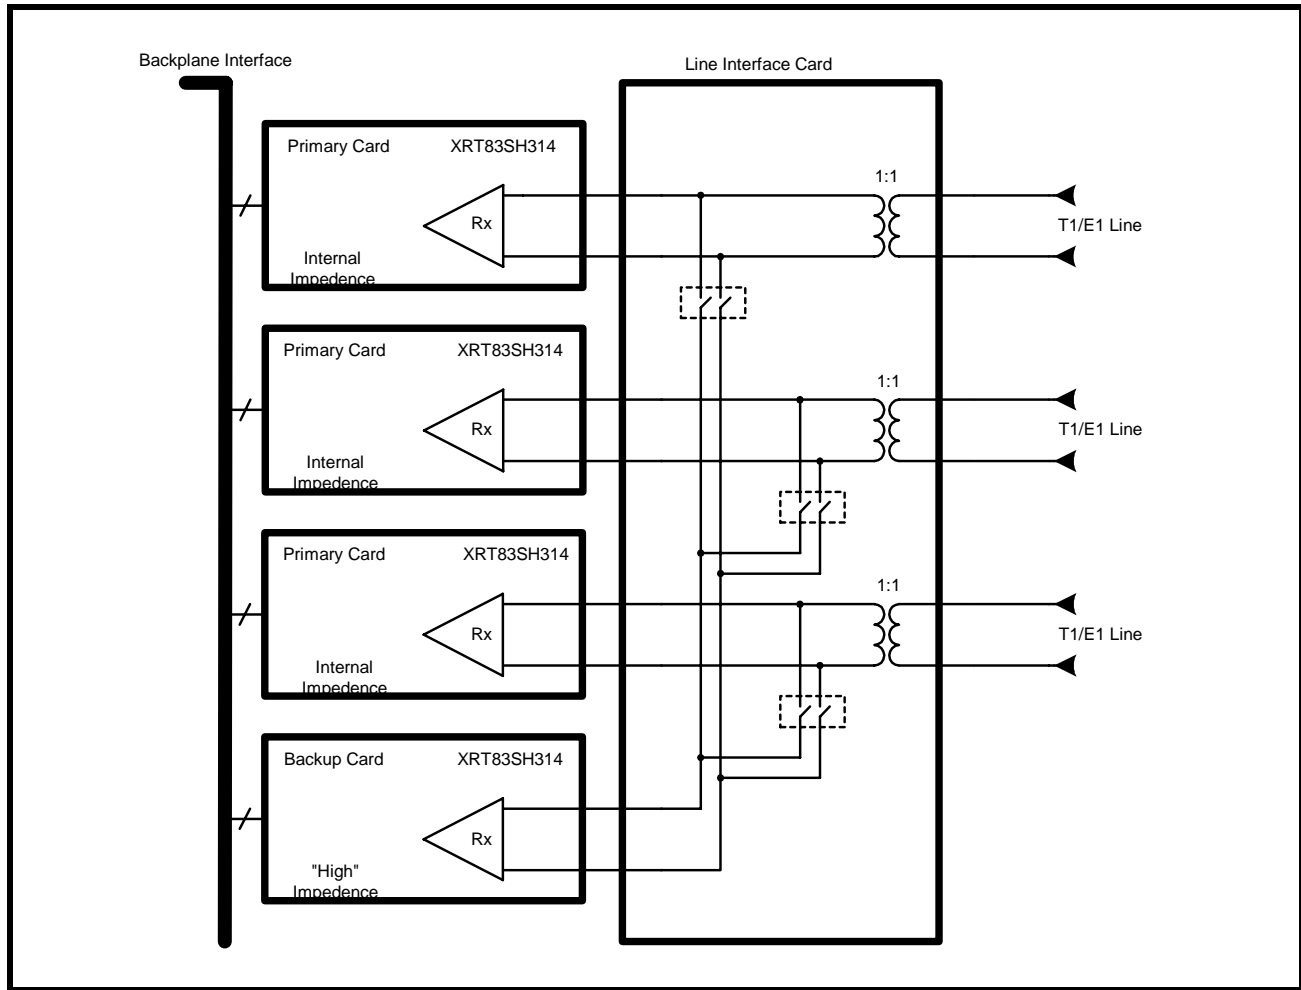 Backplane Interface
Line Interface Card
Primary Card XRT83SH314
1:1
Rx
T1/E1 Line
Internal
Impedence
Primary Card XRT83SH314
1:1
Rx
T1/E1 Line
Internal
Impedence
Primary Card XRT83SH314
1:1
Rx
T1/E1 Line
Internal
Impedence
Backup Card XRT83SH314
Rx
"High"
Impedence